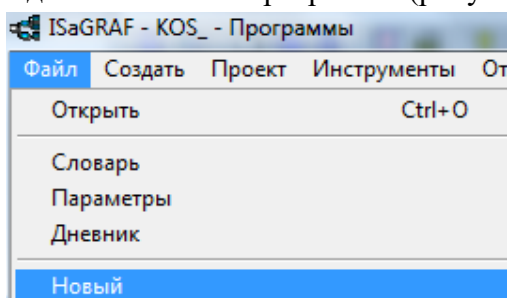 ISaGRAF - KOS_ - Программы
Файл Создать Проект Инструменты
Открыть Ctrl+O
Словарь
Параметры
Дневник
Новый